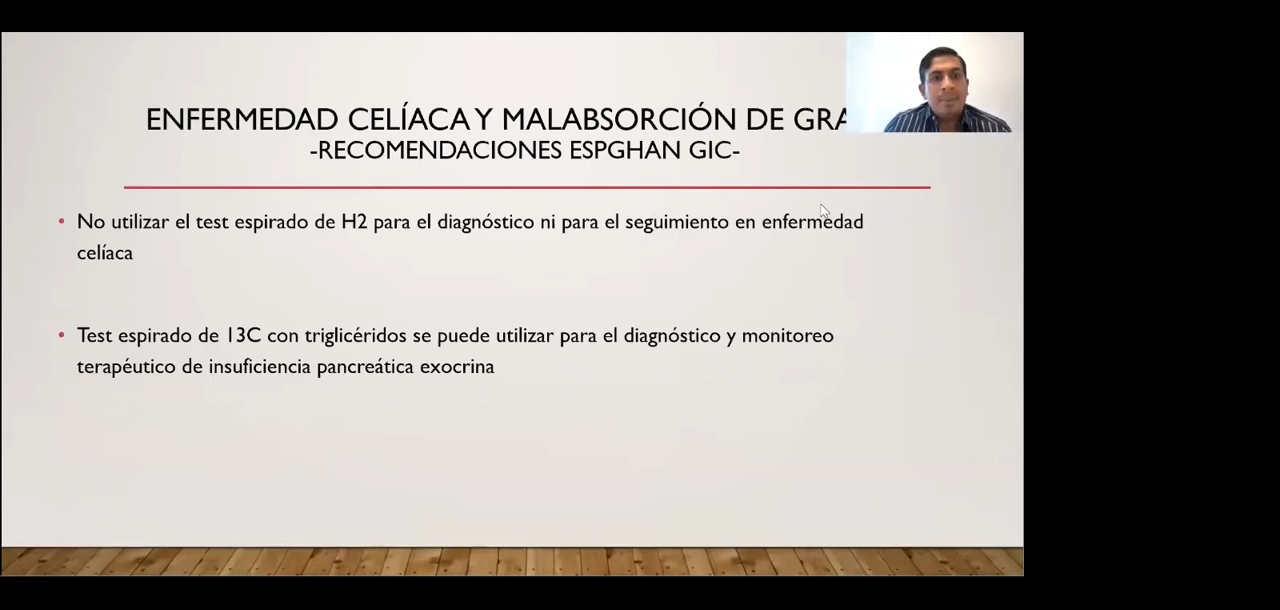 ENFERMEDAD CELÍACA Y MALABSORCIÓN DE
-RECOMENDACIONES ESPGHAN GIC-
• No utilizar el test espirado de H2 para el diagnóstico ni para el seguimiento en enfermedad
celíaca
• Test espirado de 13C con triglicéridos se puede utilizar para el diagnóstico y monitoreo
terapéutico de insuficiencia pancreática exocrina